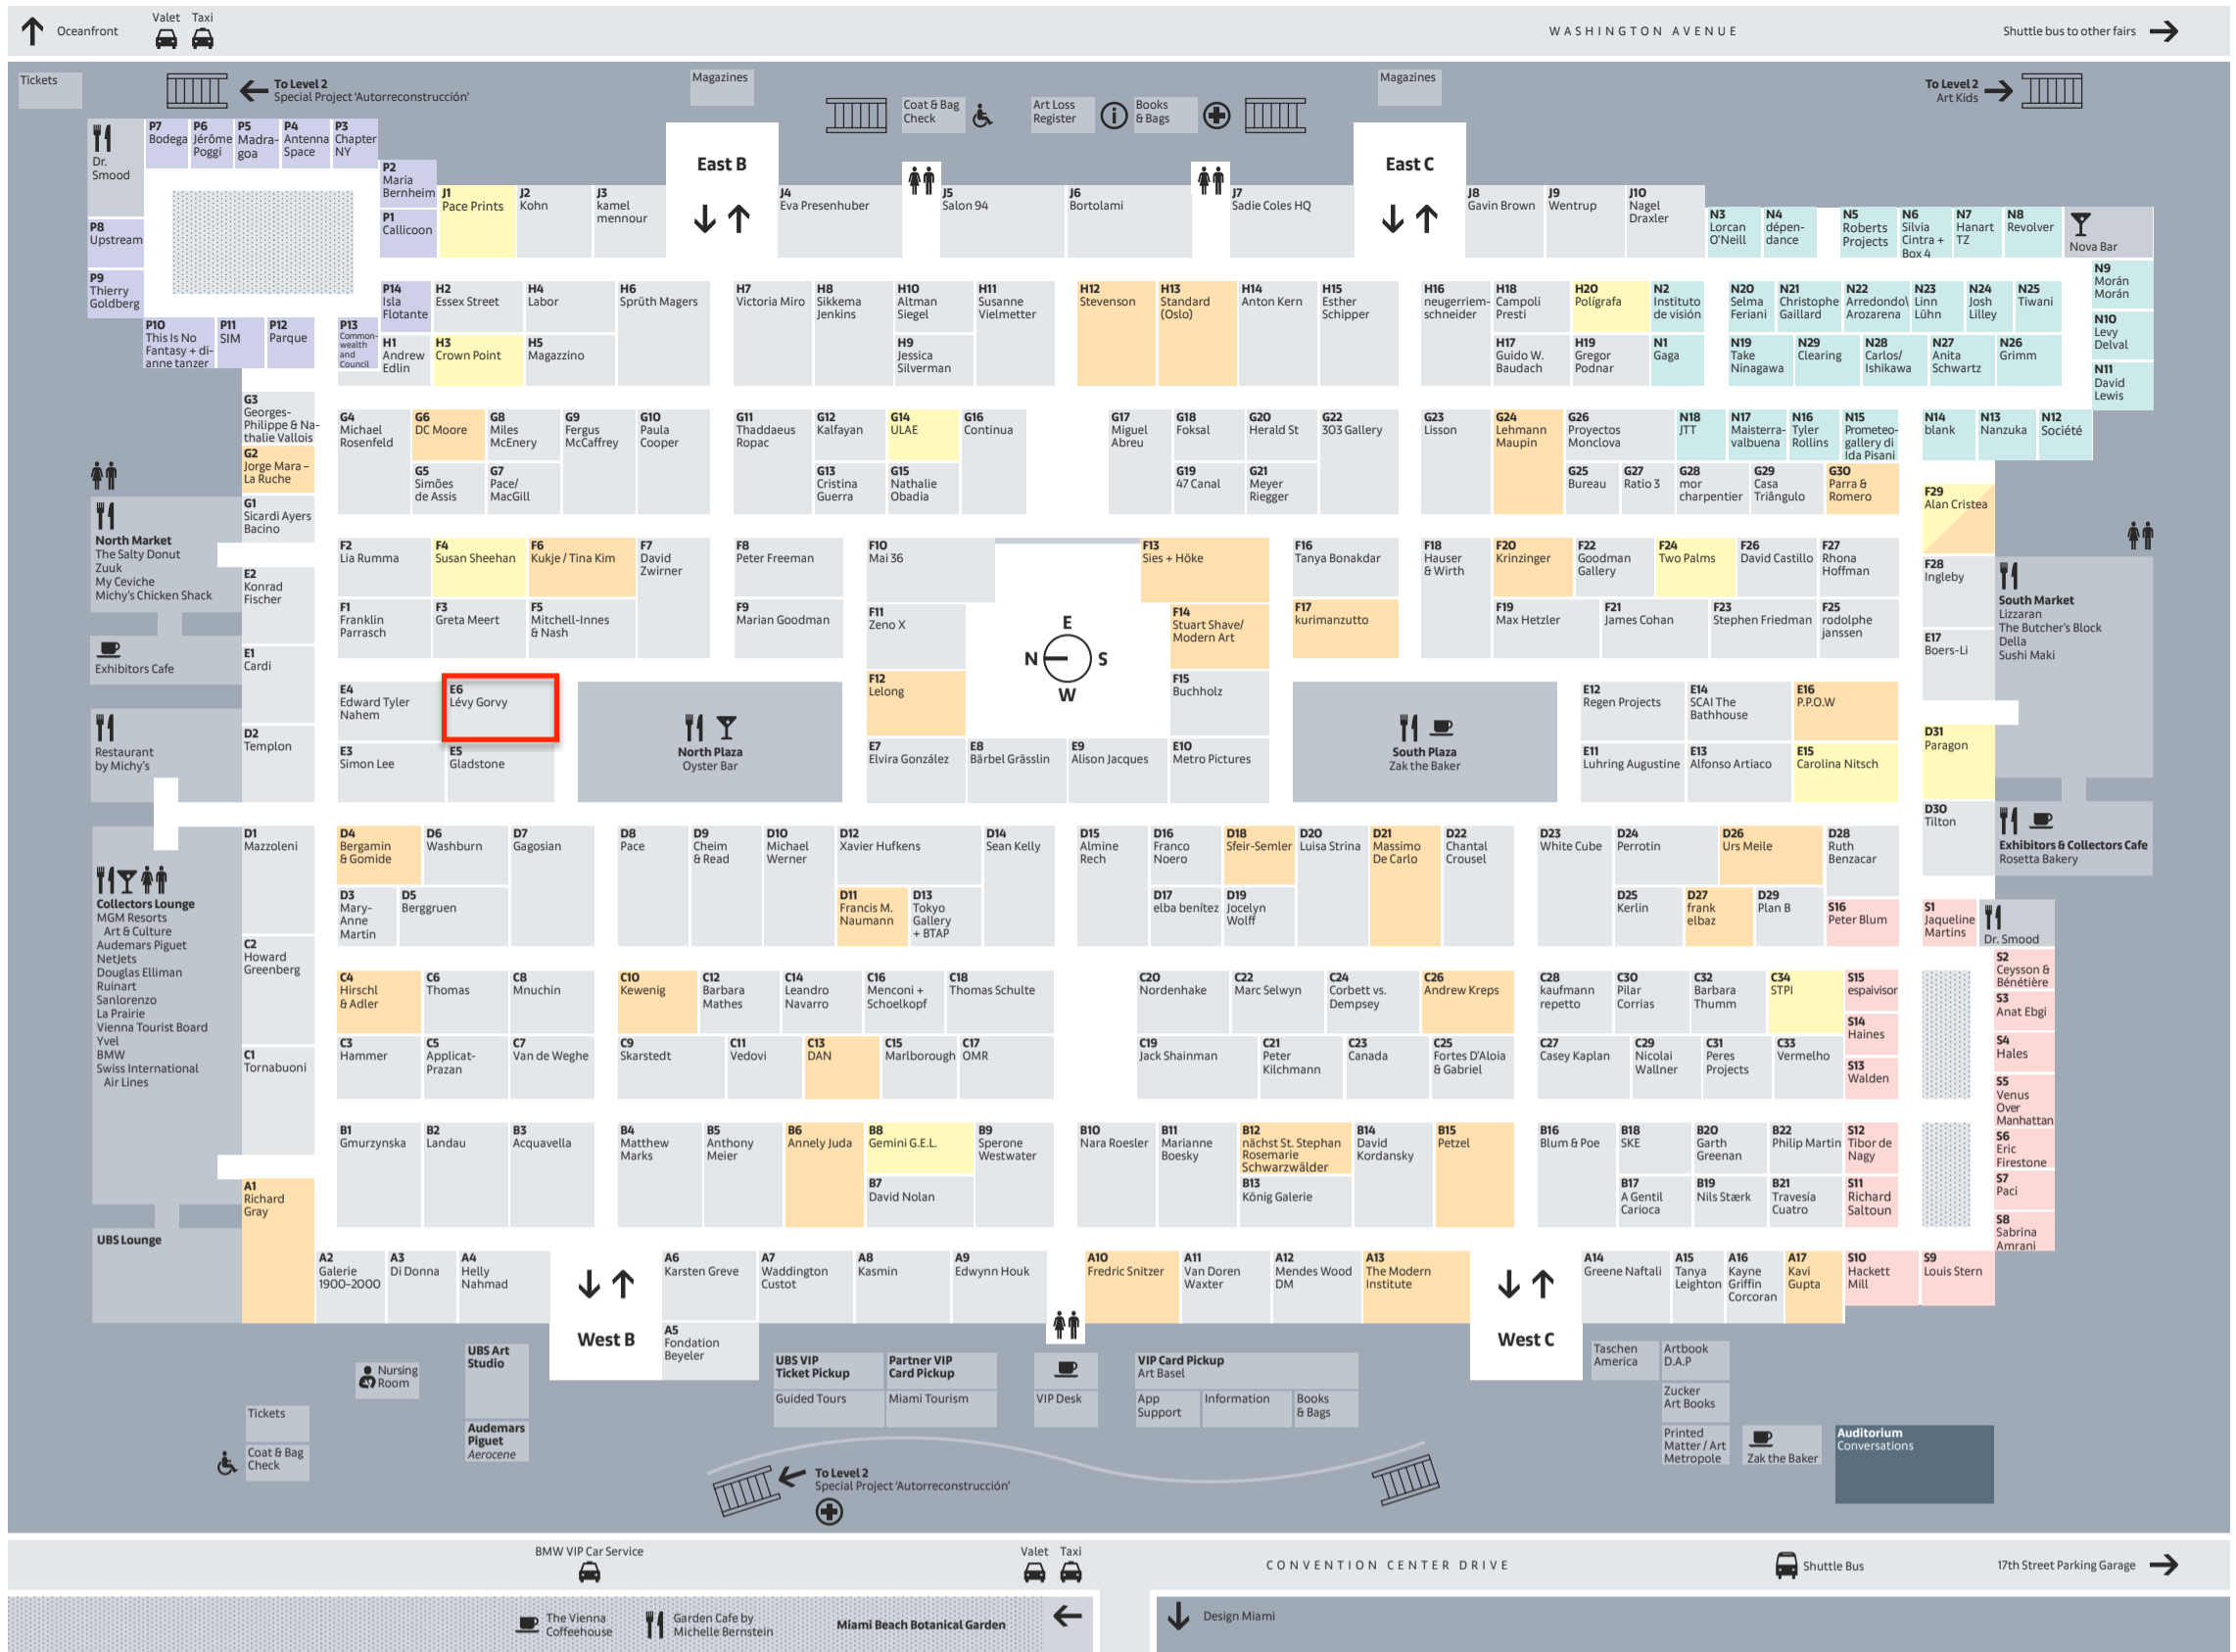 Oceanfront
Valet
Taxi
WASHINGTON AVENUE
Shuttle bus to other fairs
Tickets
To Level 2
Special Project 'Autorreconstrucción'
Magazines
Coat & Bag
Check
Art Loss
Register
Books
& Bags
Magazines
To Level 2
Art Kids
Dr.
Smood
P7
Bodega
P6
Jérôme
Poggi
P5
Madra-
goa
P4
Antenna
Space
P3
Chapter
NY
P2
Maria
Bernheim
P1
Callicoon
P8
Upstream
P9
Thierry
Goldberg
P10
This Is No
Fantasy + di-
anne tanzer
P11
SIM
P12
Parque
P13
Common-
wealth
and
Council
P14
Isla
Flotante
J1
Pace Prints
J2
Kohn
J3
kamel
mennour
East B
J4
Eva Presenhuber
J5
Salon 94
J6
Bortolami
J7
Sadie Coles HQ
East C
J8
Gavin Brown
J9
Wentrup
J10
Nagel
Draxler
N3
Lorcan
O'Neill
N4
dépen-
dance
N5
Roberts
Projects
N6
Silvia
Cintra +
Box 4
N7
Hanart
TZ
N8
Revolver
Nova Bar
N9
Morán
Morán
N10
Levy
Delval
N11
David
Lewis
H2
Essex Street
H4
Labor
H6
Sprüth Magers
H1
Andrew
Edlin
H3
Crown Point
H5
Magazzino
H7
Victoria Miro
H8
Sikkema
Jenkins
H10
Altman
Siegel
H9
Jessica
Silverman
H11
Susanne
Vielmetter
H12
Stevenson
H13
Standard
(Oslo)
H14
Anton Kern
H15
Esther
Schipper
H16
neugerriem-
schneider
H18
Campoli
Presti
H17
Guido W.
Baudach
H20
Polígrafa
H19
Gregor
Podnar
N2
Instituto
de visión
N1
Gaga
N20
Selma
Feriani
N21
Christophe
Gaillard
N22
Arredondo\
Arozarena
N23
Linn
Lühn
N24
Josh
Lilley
N25
Tiwani
N19
Take
Ninagawa
N29
Clearing
N28
Carlos/
Ishikawa
N27
Anita
Schwartz
N26
Grimm
G3
Georges-
Philippe & Na-
thalie Vallois
G2
Jorge Mara –
La Ruche
G1
Sicardi Ayers
Bacino
G4
Michael
Rosenfeld
G6
DC Moore
G5
Simões
de Assis
G8
Miles
McEnery
G7
Pace/
MacGill
G9
Fergus
McCaffrey
G10
Paula
Cooper
G11
Thaddaeus
Ropac
G12
Kalfayan
G13
Cristina
Guerra
G14
ULAE
G15
Nathalie
Obadia
G16
Continua
G17
Miguel
Abreu
G18
Foksal
G19
47 Canal
G20
Herald St
G21
Meyer
Riegger
G22
303 Gallery
G23
Lisson
G24
Lehmann
Maupin
G26
Proyectos
Monclova
G25
Bureau
G27
Ratio 3
N18
JTT
N17
Maisterra-
valbuena
N16
Tyler
Rollins
N15
Prometeo-
gallery di
Ida Pisani
G28
mor
charpentier
G29
Casa
Triângulo
G30
Parra &
Romero
N14
blank
N13
Nanzuka
N12
Société
F29
Alan Cristea
F28
Ingleby
E17
Boers-Li
North Market
The Salty Donut
Zuuk
My Ceviche
Michy's Chicken Shack
Exhibitors Cafe
Restaurant
by Michy's
E2
Konrad
Fischer
E1
Cardi
D2
Templon
F2
Lia Rumma
F4
Susan Sheehan
F6
Kukje / Tina Kim
F7
David
Zwirner
F1
Franklin
Parrasch
F3
Greta Meert
F5
Mitchell-Innes
& Nash
F8
Peter Freeman
F9
Marian Goodman
F10
Mai 36
F11
Zeno X
F12
Lelong
F13
Sies + Höke
F14
Stuart Shave/
Modern Art
F15
Buchholz
E
N
S
W
F16
Tanya Bonakdar
F17
kurimanzutto
F18
Hauser
& Wirth
F20
Krinzinger
F22
Goodman
Gallery
F24
Two Palms
F26
David Castillo
F27
Rhona
Hoffman
F19
Max Hetzler
F21
James Cohan
F23
Stephen Friedman
F25
rodolphe
janssen
South Market
Lizzaran
The Butcher's Block
Della
Sushi Maki
E4
Edward Tyler
Nahem
E6
Lévy Gorvy
E3
Simon Lee
E5
Gladstone
North Plaza
Oyster Bar
E7
Elvira González
E8
Bärbel Grässlin
E9
Alison Jacques
E10
Metro Pictures
South Plaza
Zak the Baker
E12
Regen Projects
E14
SCAI The
Bathhouse
E16
P.P.O.W
E11
Luhring Augustine
E13
Alfonso Artiaco
E15
Carolina Nitsch
D31
Paragon
D30
Tilton
Exhibitors & Collectors Cafe
Rosetta Bakery
Collectors Lounge
MGM Resorts
Art & Culture
Audemars Piguet
NetJets
Douglas Elliman
Ruinart
Sanlorenzo
La Prairie
Vienna Tourist Board
Yvel
BMW
Swiss International
Air Lines
UBS Lounge
D1
Mazzoleni
C2
Howard
Greenberg
C1
Tornabuoni
A1
Richard
Gray
D4
Bergamin
& Gomide
D6
Washburn
D7
Gagosian
D3
Mary-
Anne
Martin
D5
Berggruen
D8
Pace
D9
Cheim
& Read
D10
Michael
Werner
D12
Xavier Hufkens
D11
Francis M.
Naumann
D13
Tokyo
Gallery
+ BTAP
D14
Sean Kelly
D15
Almine
Rech
D16
Franco
Noero
D17
elba benítez
D18
Sfeir-Semler
D19
Jocelyn
Wolff
D20
Luisa Strina
D21
Massimo
De Carlo
D22
Chantal
Crousel
D23
White Cube
D24
Perrotin
D26
Urs Meile
D28
Ruth
Benzacar
D25
Kerlin
D27
frank
elbaz
D29
Plan B
S16
Peter Blum
S1
Jaqueline
Martins
Dr. Smood
S2
Ceysson &
Bénétière
S3
Anat Ebgi
S4
Hales
S5
Venus
Over
Manhattan
S6
Eric
Firestone
S7
Paci
S8
Sabrina
Amrani
C4
Hirschl
& Adler
C6
Thomas
C8
Mnuchin
C3
Hammer
C5
Applicat-
Prazan
C7
Van de Weghe
C10
Kewenig
C12
Barbara
Mathes
C14
Leandro
Navarro
C16
Menconi +
Schoelkopf
C18
Thomas Schulte
C9
Skarstedt
C11
Vedovi
C13
DAN
C15
Marlborough
C17
OMR
C20
Nordenhake
C22
Marc Selwyn
C24
Corbett vs.
Dempsey
C26
Andrew Kreps
C19
Jack Shainman
C21
Peter
Kilchmann
C23
Canada
C25
Fortes D'Aloia
& Gabriel
C28
kaufmann
repetto
C30
Pilar
Corrias
C32
Barbara
Thumm
C34
STPI
C27
Casey Kaplan
C29
Nicolai
Wallner
C31
Peres
Projects
C33
Vermelho
S15
espaivisor
S14
Haines
S13
Walden
B1
Gmurzynska
B2
Landau
B3
Acquavella
B4
Matthew
Marks
B5
Anthony
Meier
B6
Annely Juda
B8
Gemini G.E.L.
B7
David Nolan
B9
Sperone
Westwater
B10
Nara Roesler
B11
Marianne
Boesky
B12
nächst St. Stephan
Rosemarie
Schwarzwälder
B13
König Galerie
B14
David
Kordansky
B15
Petzel
B16
Blum & Poe
B18
SKE
B17
A Gentil
Carioca
B20
Garth
Greenan
B19
Nils Stærk
B22
Philip Martin
B21
Travesía
Cuatro
S12
Tibor de
Nagy
S11
Richard
Saltoun
A2
Galerie
1900–2000
A3
Di Donna
A4
Helly
Nahmad
West B
A6
Karsten Greve
A5
Fondation
Beyeler
A7
Waddington
Custot
A8
Kasmin
A9
Edwynn Houk
A10
Fredric Snitzer
A11
Van Doren
Waxter
A12
Mendes Wood
DM
A13
The Modern
Institute
West C
A14
Greene Naftali
A15
Tanya
Leighton
A16
Kayne
Griffin
Corcoran
A17
Kavi
Gupta
S10
Hackett
Mill
S9
Louis Stern
Nursing
Room
UBS Art
Studio
Audemars
Piguet
Aerocene
Tickets
Coat & Bag
Check
UBS VIP
Ticket Pickup
Guided Tours
Partner VIP
Card Pickup
Miami Tourism
VIP Desk
VIP Card Pickup
Art Basel
App
Support
Information
Books
& Bags
Taschen
America
Artbook
D.A.P
Zucker
Art Books
Printed
Matter / Art
Metropole
Zak the Baker
Auditorium
Conversations
To Level 2
Special Project 'Autorreconstrucción'
BMW VIP Car Service
Valet
Taxi
CONVENTION CENTER DRIVE
Shuttle Bus
17th Street Parking Garage
The Vienna
Coffeehouse
Garden Cafe by
Michelle Bernstein
Miami Beach Botanical Garden
Design Miami